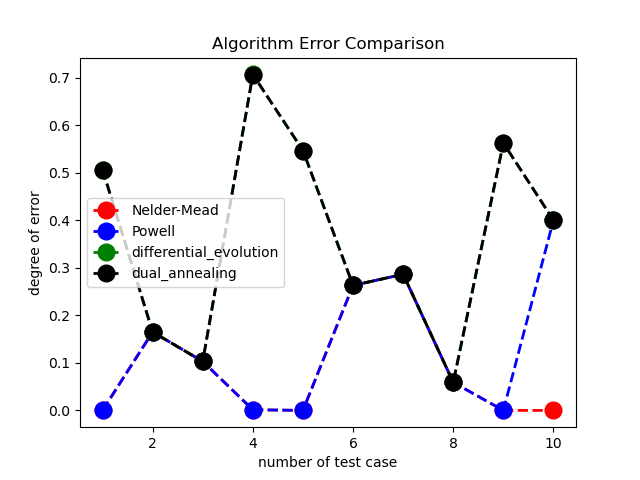 Algorithm Error Comparison
degree of error
0.7
0.6
0.5
0.4
0.3
0.2
0.1
0.0
Nelder-Mead
Powell
differential_evolution
dual_annealing
2 4 6 8 10
number of test case